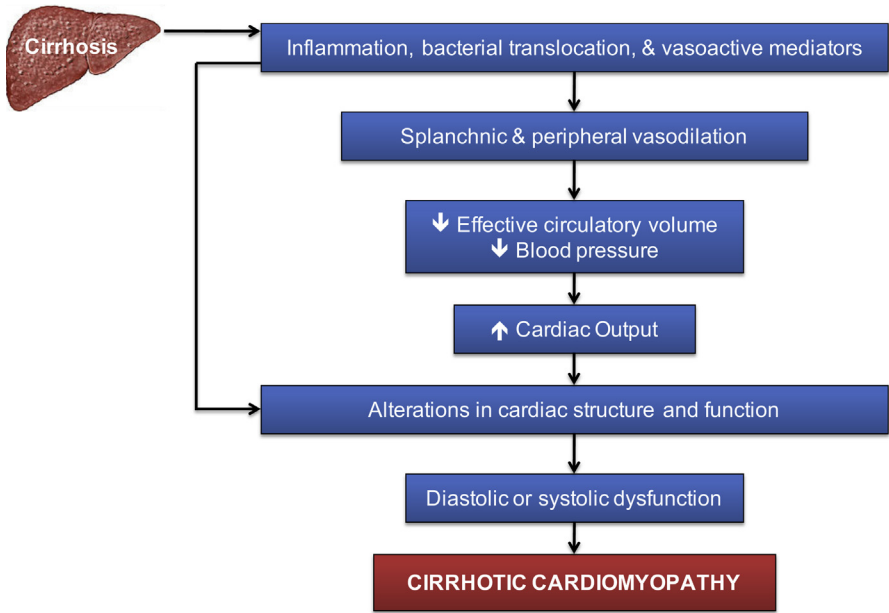 Cirrhosis
Inflammation, bacterial translocation, & vasoactive mediators
Splanchnic & peripheral vasodilation
↓ Effective circulatory volume
↓ Blood pressure
↑ Cardiac Output
Alterations in cardiac structure and function
Diastolic or systolic dysfunction
CIRRHOTIC CARDIOMYOPATHY